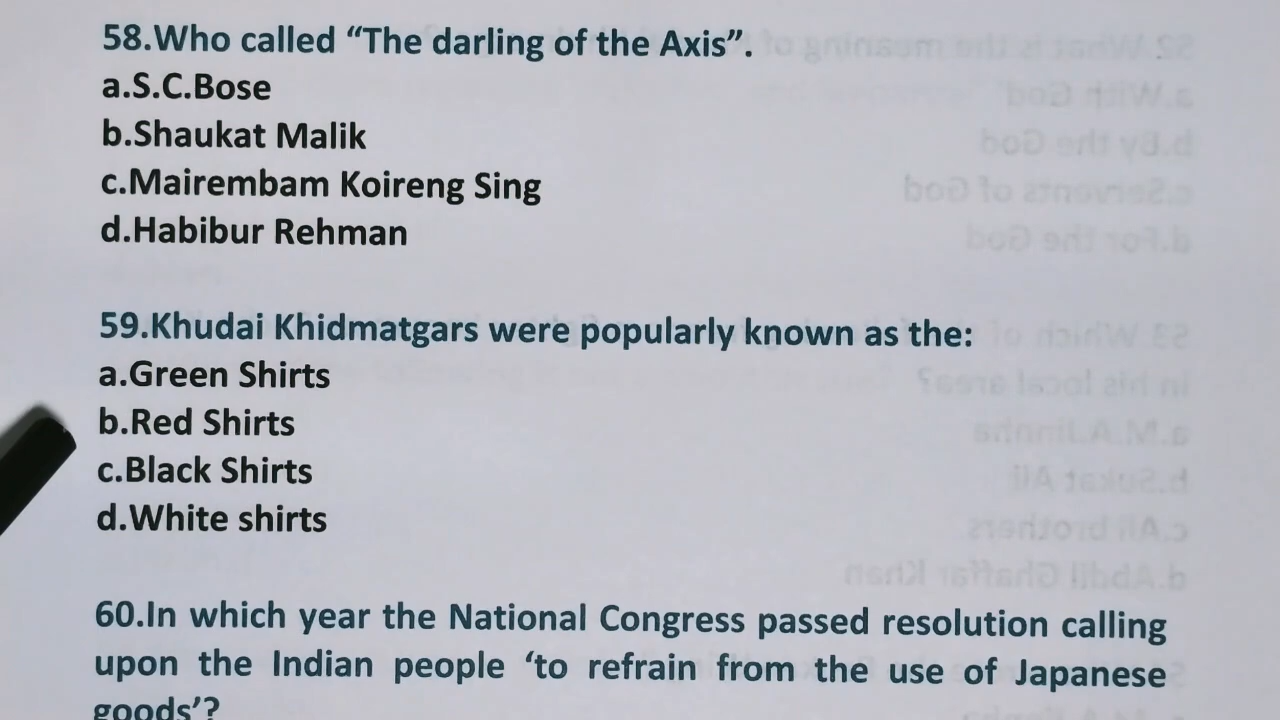 58.Who called “The darling of the Axis”.
a.S.C.Bose
b.Shaukat Malik
c.Mairembam Koireng Sing
d.Habibur Rehman
59.Khudai Khidmatgars were popularly known as the:
a.Green Shirts
b.Red Shirts
c.Black Shirts
d.White shirts
60.In which year the National Congress passed resolution calling
upon the Indian people ‘to refrain from the use of Japanese
goods’?